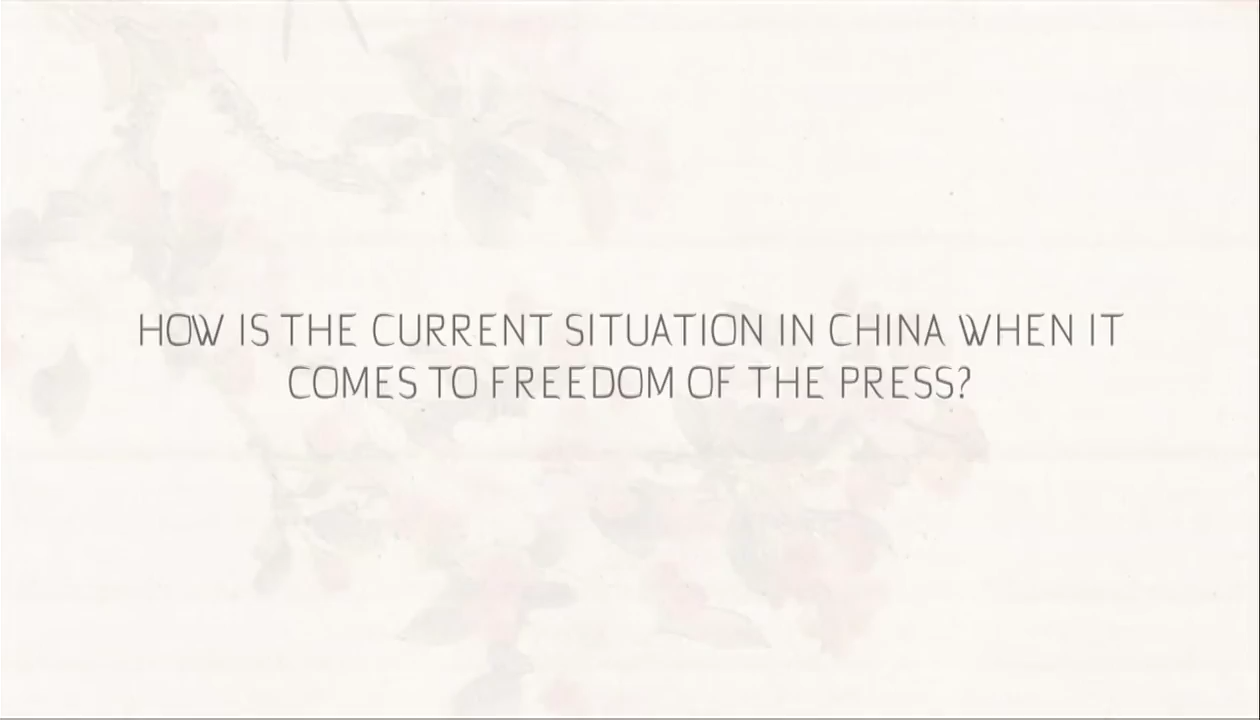 HOW IS THE CURRENT SITUATION IN CHINA WHEN IT
COMES TO FREEDOM OF THE PRESS?